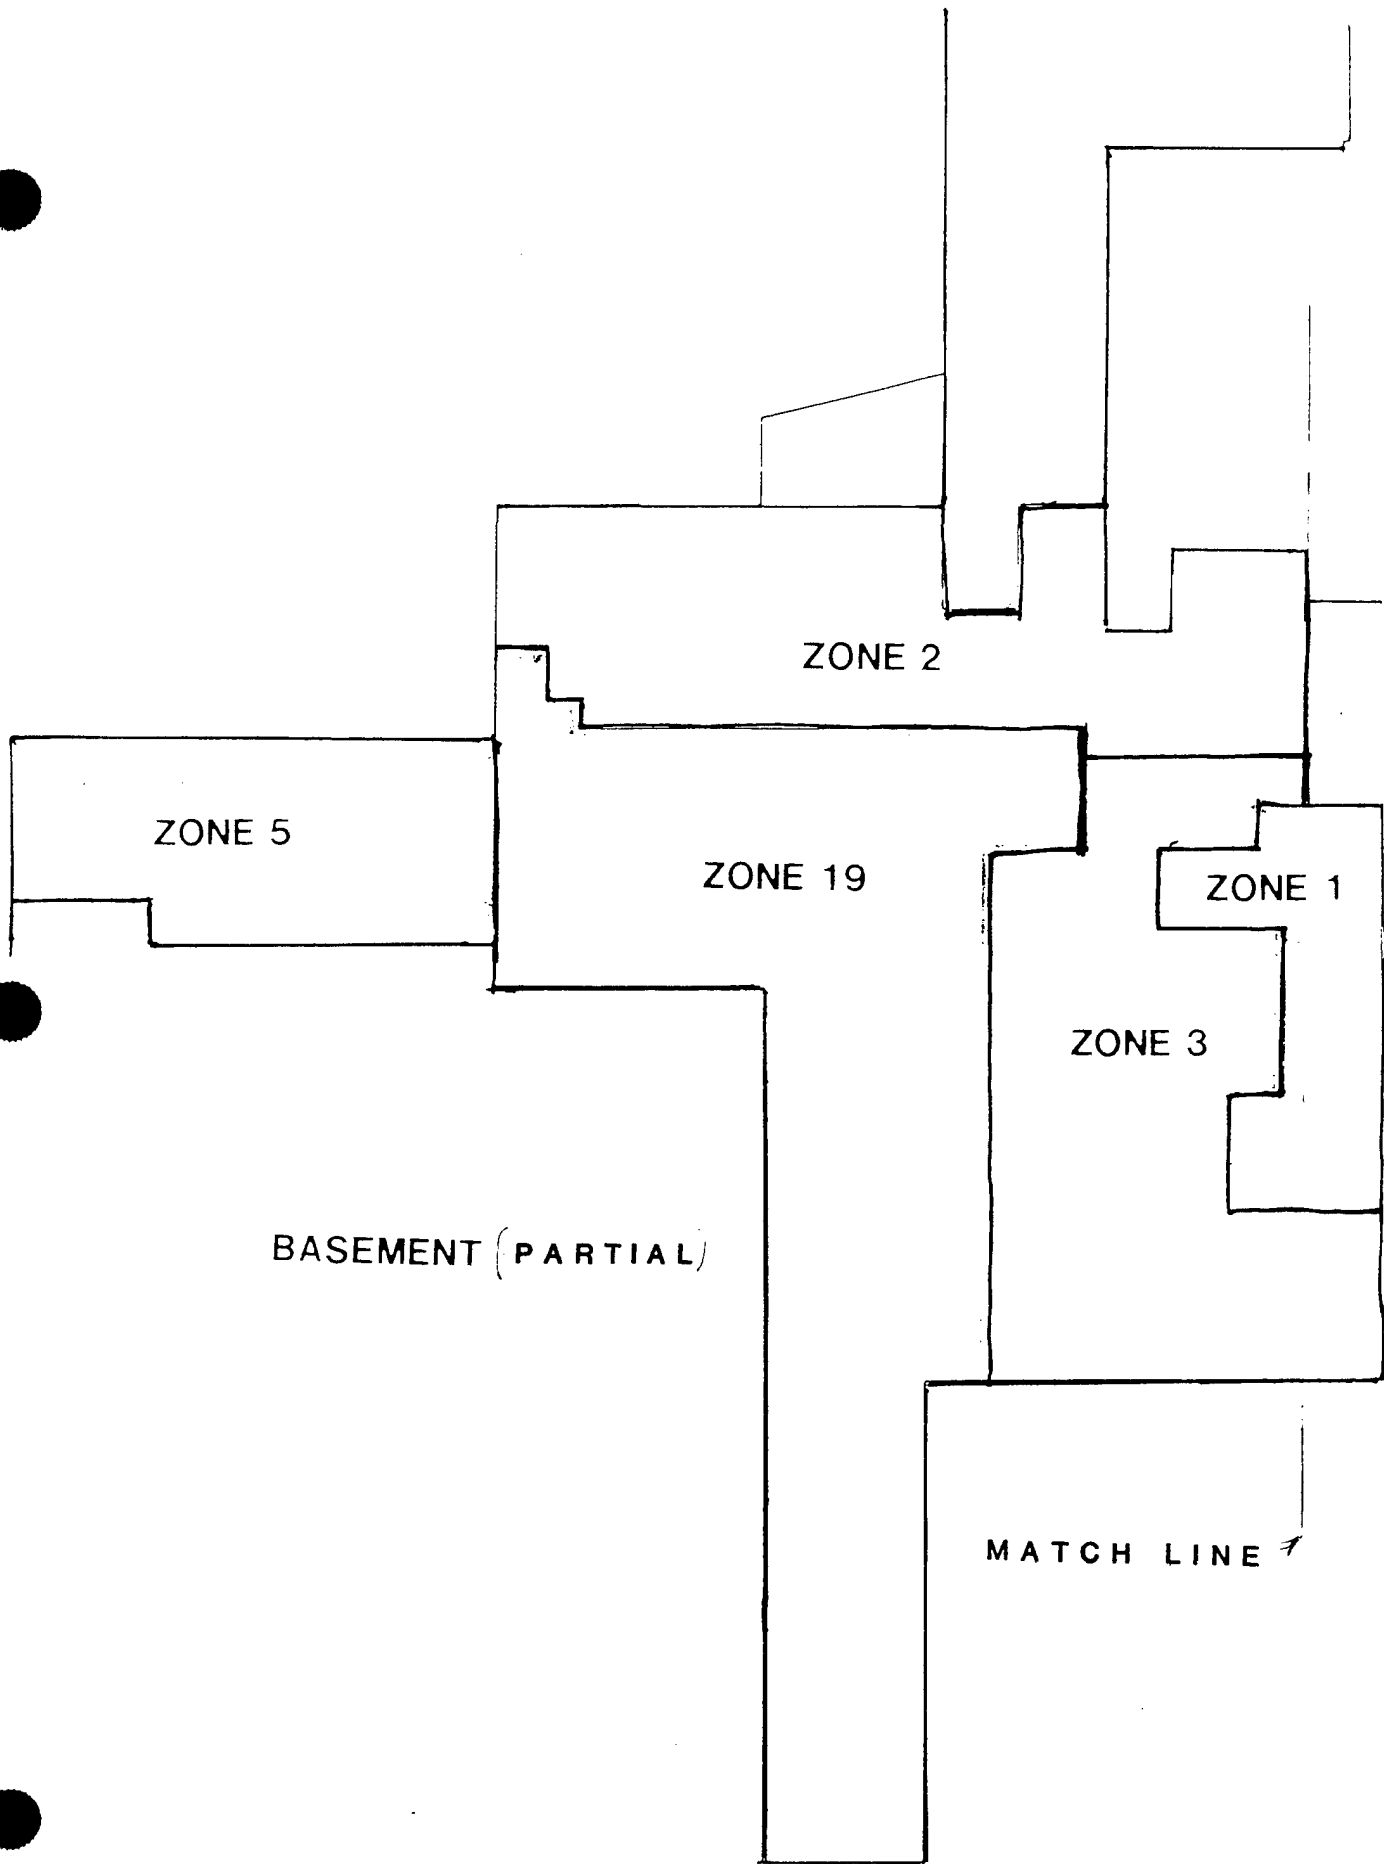 ZONE 2
ZONE 5
ZONE 19
ZONE 1
ZONE 3
BASEMENT (PARTIAL)
MATCH LINE